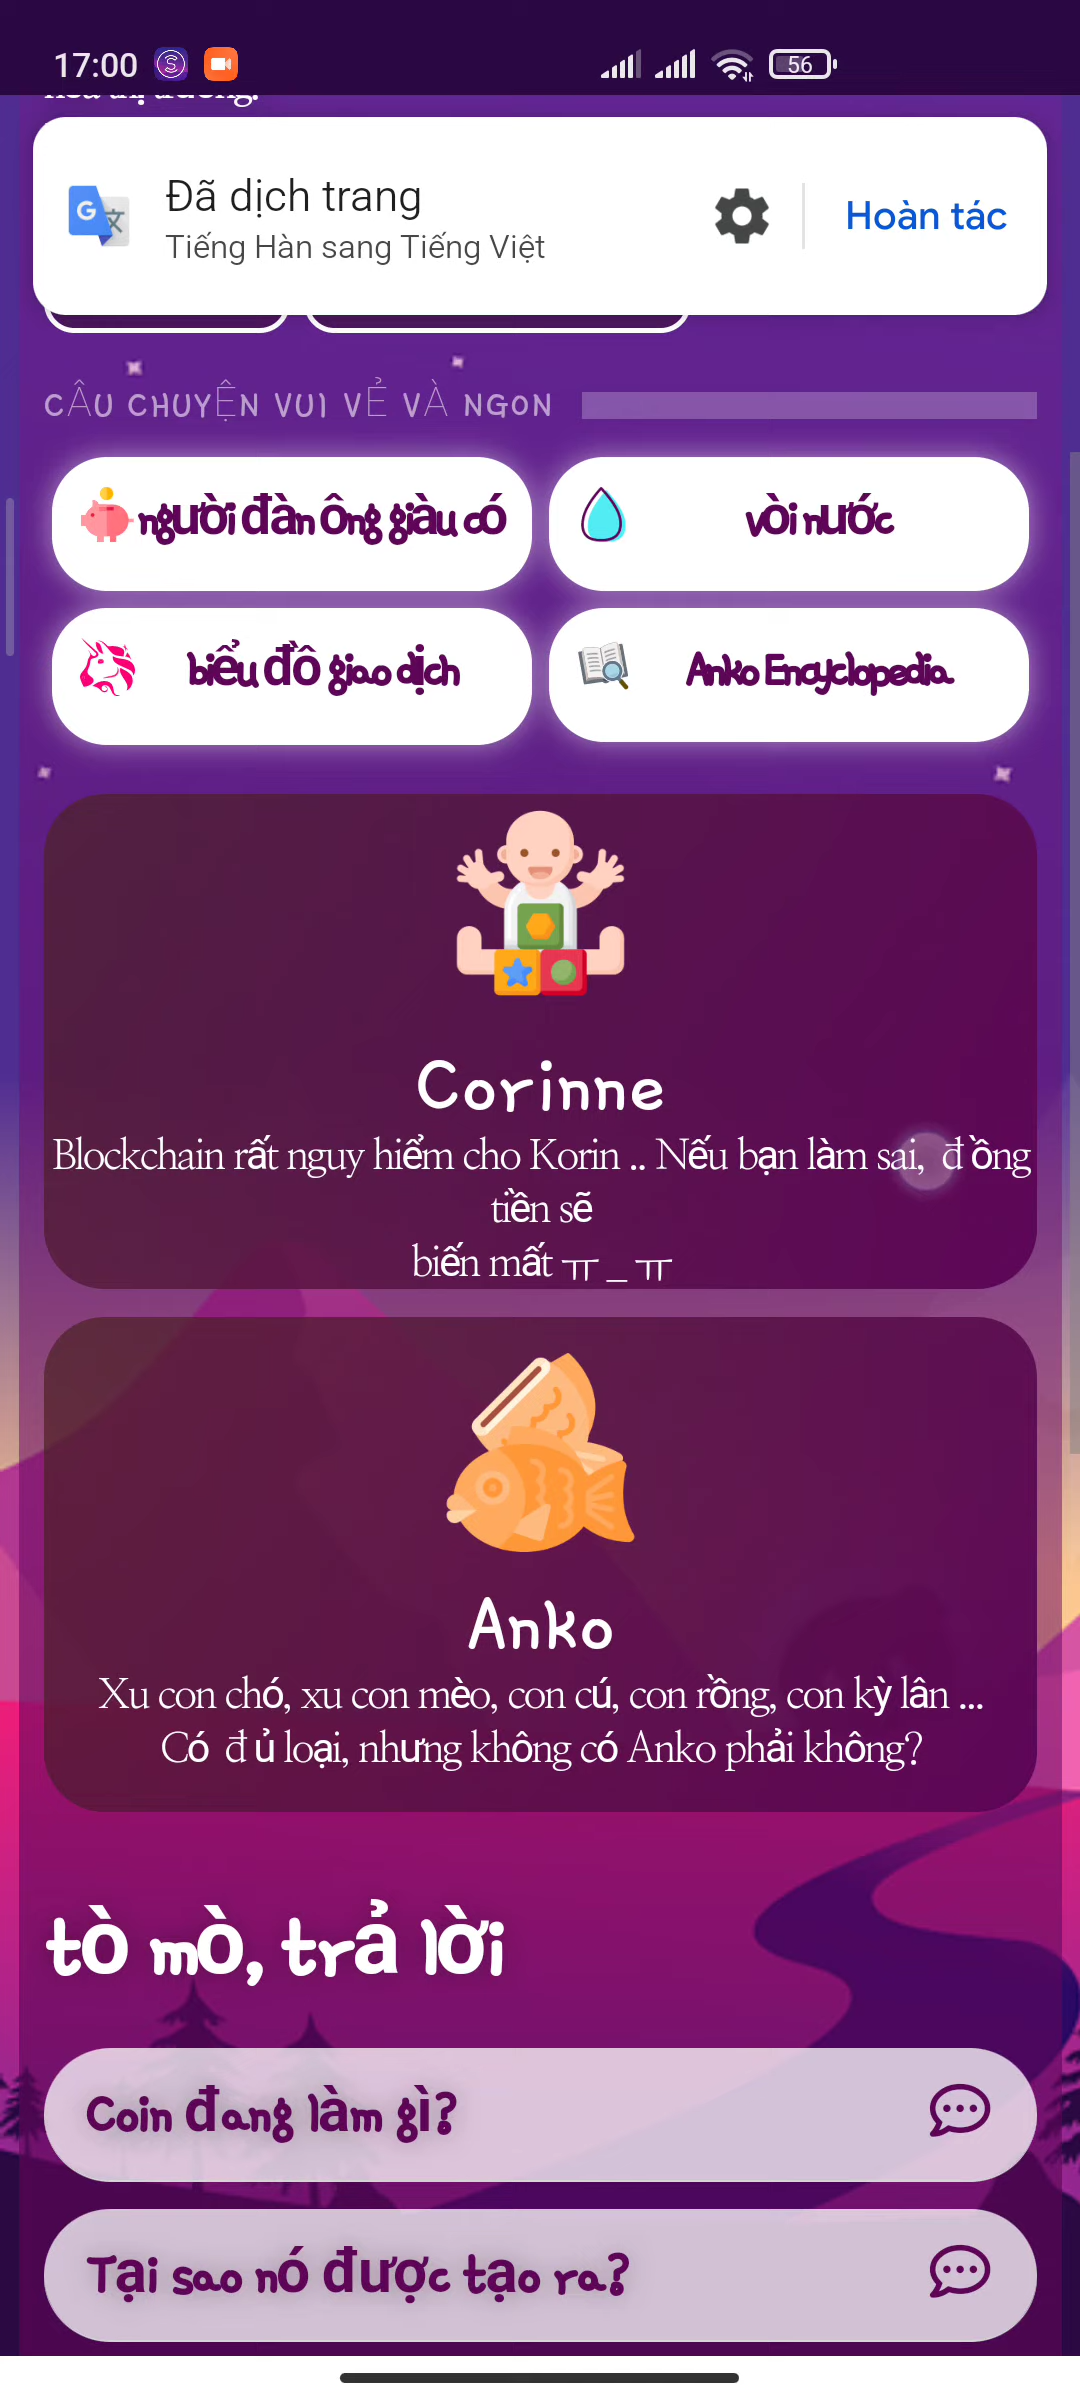 17:00
56
Đã dịch trang
Tiếng Hàn sang Tiếng Việt
Hoàn tác
CÂU CHUYỆN VUI VẺ VÀ NGON
người đàn ông giàu có
vòi nước
biểu đồ giao dịch
Anko Encyclopedia
Corinne
Blockchain rất nguy hiểm cho Korin .. Nếu bạn làm sai, đồng
tiền sẽ
biến mất ㅠ_ㅠ
Anko
Xu con chó, xu con mèo, con cú, con rồng, con kỳ lân ...
Có đủ loại, nhưng không có Anko phải không?
tò mò, trả lời
Coin đang làm gì?
Tại sao nó được tạo ra?